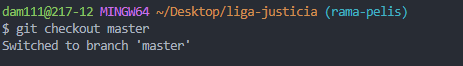 dam111@217-12 MINGW64 ~/Desktop/liga-justicia (rama-pelis)
$ git checkout master
Switched to branch 'master'